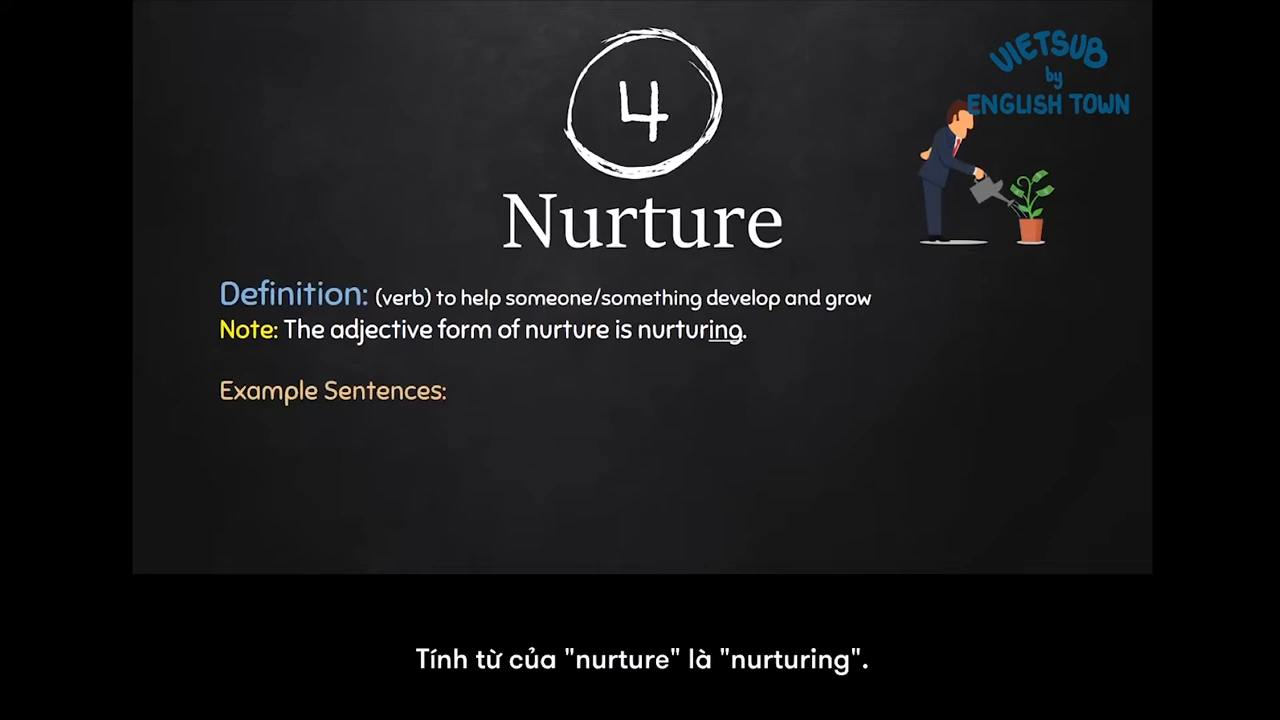 VIETSUB
by
ENGLISH TOWN
4
Nurture
Definition: (verb) to help someone/something develop and grow
Note: The adjective form of nurture is nurturing.
Example Sentences:
Tính từ của "nurture" là "nurturing".